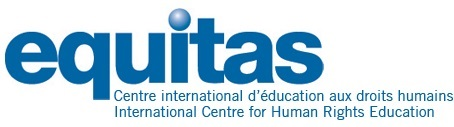 equitas
Centre international d'éducation aux droits humains
International Centre for Human Rights Education